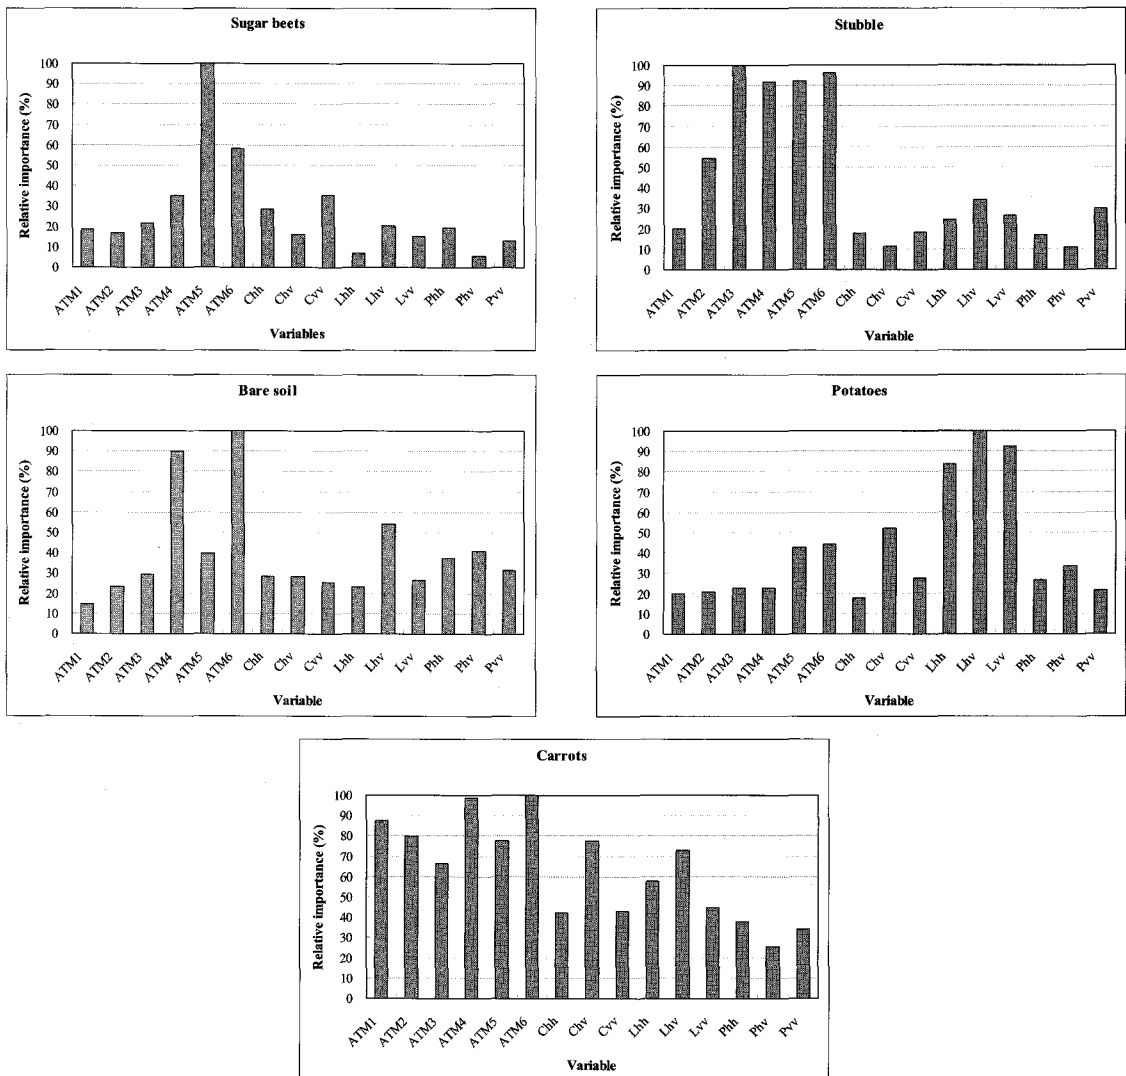 Sugar beets
Relative importance (%)
100
90
80
70
60
50
40
30
20
10
0
ATM1 ATM2 ATM3 ATM4 ATM5 ATM6 Chh Chv Cvv Lhh Lhv Lvv Phh Phv Pvv
Variables
Stubble
Relative importance (%)
100
90
80
70
60
50
40
30
20
10
0
ATM1 ATM2 ATM3 ATM4 ATM5 ATM6 Chh Chv Cvv Lhh Lhv Lvv Phh Phv Pvv
Variable
Bare soil
Relative importance (%)
100
90
80
70
60
50
40
30
20
10
0
ATM1 ATM2 ATM3 ATM4 ATM5 ATM6 Chh Chv Cvv Lhh Lhv Lvv Phh Phv Pvv
Variable
Potatoes
Relative importance (%)
100
90
80
70
60
50
40
30
20
10
0
ATM1 ATM2 ATM3 ATM4 ATM5 ATM6 Chh Chv Cvv Lhh Lhv Lvv Phh Phv Pvv
Variable
Carrots
Relative importance (%)
100
90
80
70
60
50
40
30
20
10
0
ATM1 ATM2 ATM3 ATM4 ATM5 ATM6 Chh Chv Cvv Lhh Lhv Lvv Phh Phv Pvv
Variable